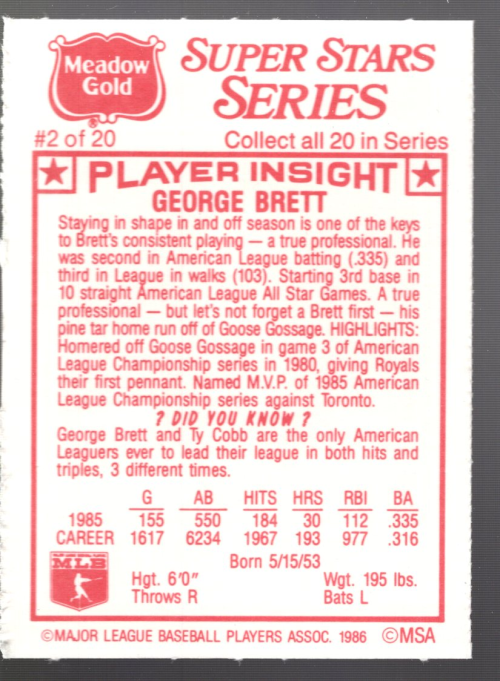 Meadow
Gold
®
SUPER STARS
SERIES
#2 of 20
Collect all 20 in Series
PLAYER INSIGHT
GEORGE BRETT
Staying in shape in and off season is one of the keys
to Brett's consistent playing — a true professional. He
was second in American League batting (.335) and
third in League in walks (103). Starting 3rd base in
10 straight American League All Star Games. A true
professional — but let's not forget a Brett first — his
pine tar home run off of Goose Gossage. HIGHLIGHTS:
Homered off Goose Gossage in game 3 of American
League Championship series in 1980, giving Royals
their first pennant. Named M.V.P. of 1985 American
League Championship series against Toronto.
? DID YOU KNOW ?
George Brett and Ty Cobb are the only American
Leaguers ever to lead their league in both hits and
triples, 3 different times.
G AB HITS HRS RBI BA
1985 155 550 184 30 112 .335
CAREER 1617 6234 1967 193 977 .316
MLB
Born 5/15/53
Hgt. 6'0" Wgt. 195 lbs.
Throws R Bats L
©MAJOR LEAGUE BASEBALL PLAYERS ASSOC. 1986 ©MSA